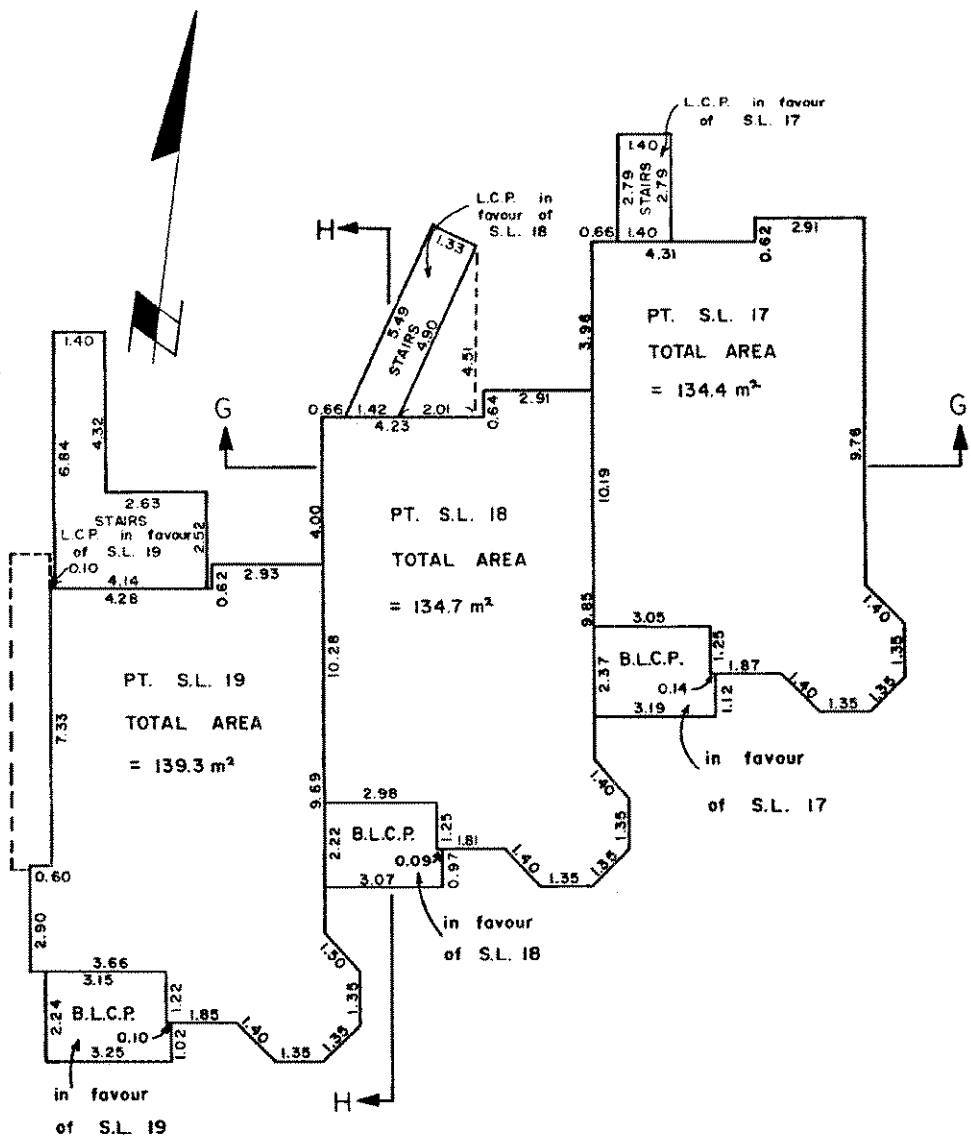 L.C.P. in favour
of S.L. 17
1.40
2.79
STAIRS
2.79
0.66
1.40
4.31
0.62
2.91
L.C.P. in
favour of
S.L. 18
H
1.33
5.49
STAIRS
4.90
4.51
0.66
1.42
2.01
4.23
0.64
2.91
3.98
PT. S.L. 17
TOTAL AREA
= 134.4 m²
G
G
9.78
1.40
6.84
4.32
2.63
STAIRS
L.C.P. in favour
of S.L. 19
2.52
0.10
4.14
4.28
0.62
2.93
4.00
PT. S.L. 18
TOTAL AREA
= 134.7 m²
10.19
9.85
3.05
B.L.C.P.
1.25
2.37
0.14
1.87
3.19
1.12
1.40
1.35
1.35
1.35
1.40
in favour
of S.L. 17
PT. S.L. 19
TOTAL AREA
= 139.3 m²
7.33
10.28
9.69
2.98
B.L.C.P.
1.25
2.22
0.09
1.81
3.07
0.97
1.40
1.35
1.35
1.35
1.40
in favour
of S.L. 18
0.60
2.90
3.66
3.15
B.L.C.P.
1.22
2.24
0.10
1.85
3.25
1.02
1.40
1.35
1.35
1.35
1.50
in favour
of S.L. 19
H